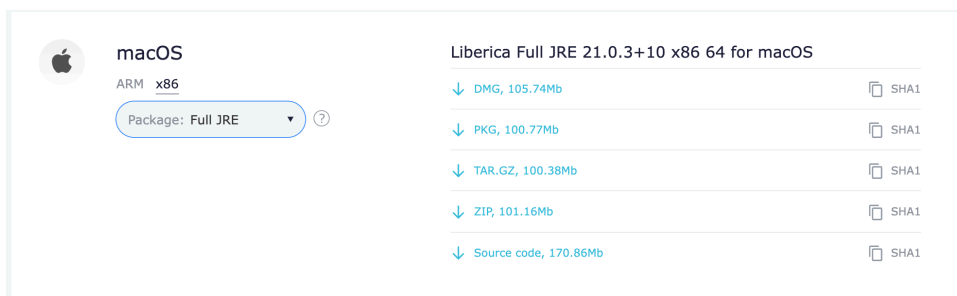 macOS
ARM x86
Package: Full JRE
?
Liberica Full JRE 21.0.3+10 x86 64 for macOS
DMG, 105.74Mb SHA1
PKG, 100.77Mb SHA1
TAR.GZ, 100.38Mb SHA1
ZIP, 101.16Mb SHA1
Source code, 170.86Mb SHA1